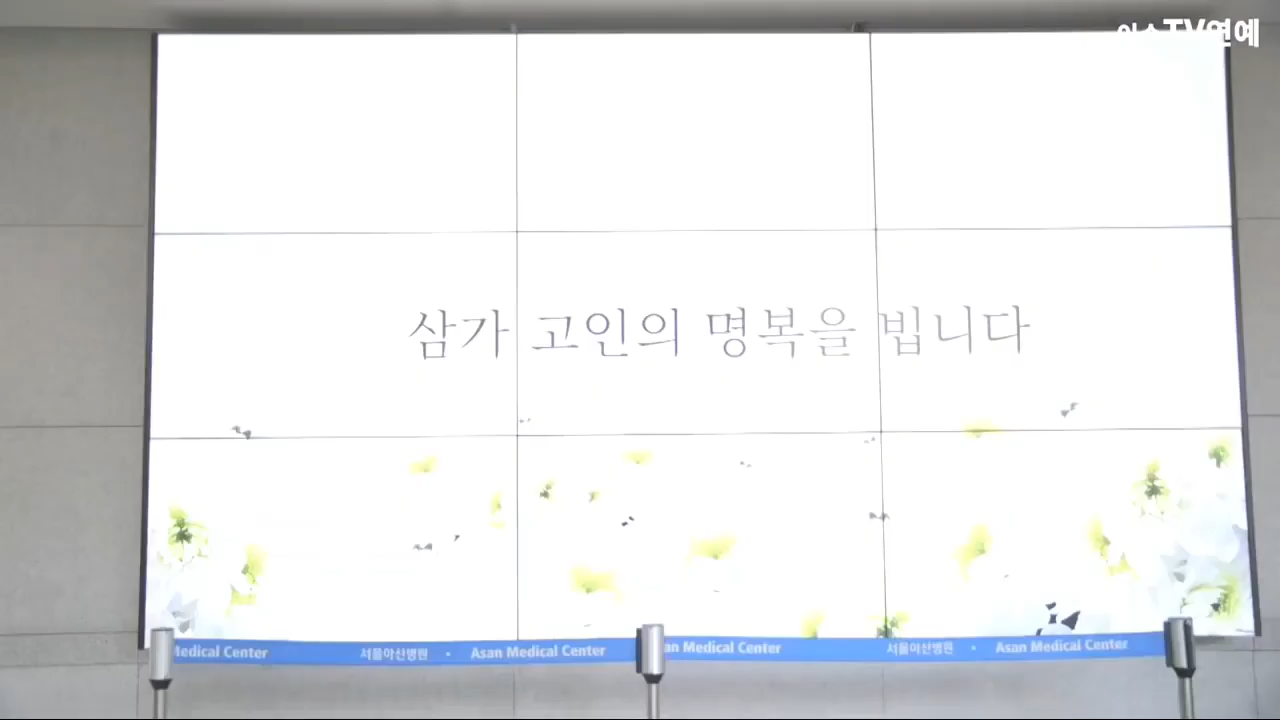 TV연예
삼가 고인의 명복을 빕니다
Medical Center 서울아산병원 · Asan Medical Center
an Medical Center 서울아산병원 · Asan Medical Center